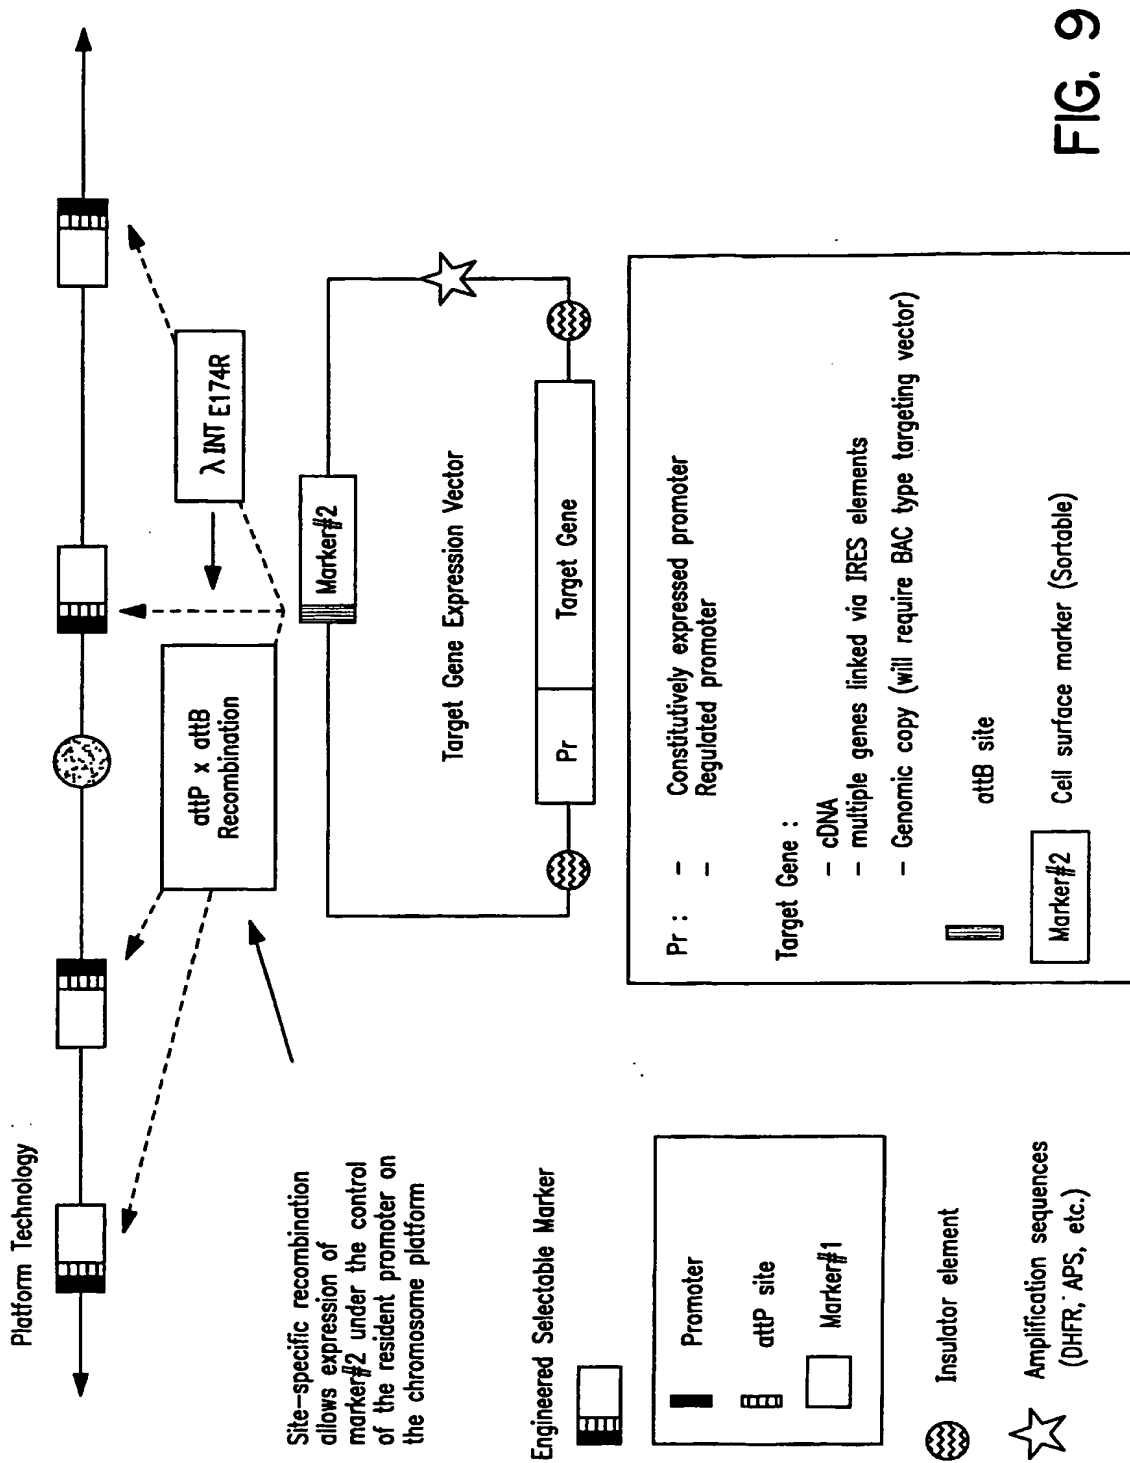 Platform Technology
attP x attB
Recombination
λ INT E174R
Site-specific recombination
allows expression of
marker#2 under the control
of the resident promoter on
the chromosome platform
Marker#2
Target Gene Expression Vector
Pr
Target Gene
Engineered Selectable Marker
Promoter
attP site
Marker#1
Insulator element
Amplification sequences
(DHFR, APS, etc.)
Pr : - Constitutively expressed promoter
- Regulated promoter
Target Gene :
- cDNA
- multiple genes linked via IRES elements
- Genomic copy (will require BAC type targeting vector)
attB site
Marker#2 Cell surface marker (Sortable)
FIG. 9